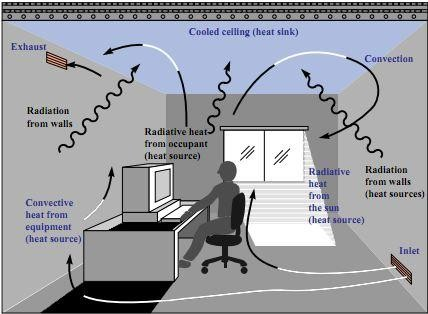 Cooled ceiling (heat sink)
Exhaust
Convection
Radiation
from walls
Radiative heat
from occupant
(heat source)
Radiation
from walls
(heat sources)
Radiative
heat
from
the sun
(heat source)
Convective
heat from
equipment
(heat source)
Inlet